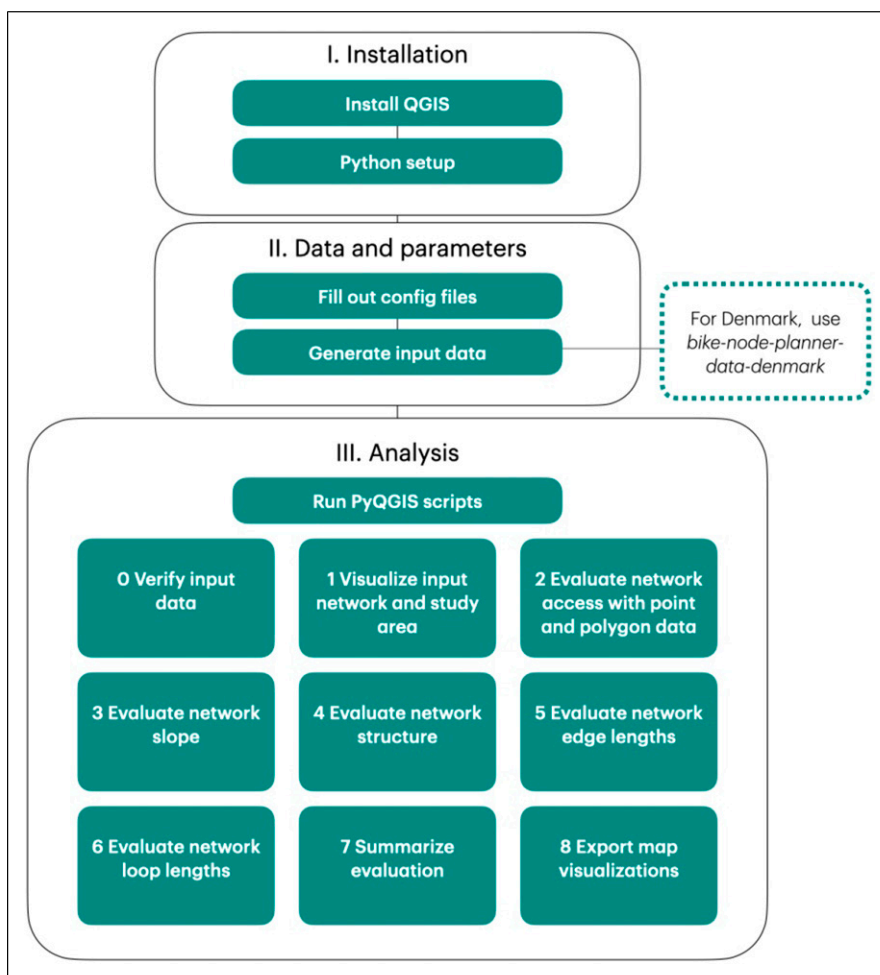 I. Installation
Install QGIS
Python setup
II. Data and parameters
Fill out config files
Generate input data
For Denmark, use
bike-node-planner-
data-denmark
III. Analysis
Run PyQGIS scripts
0 Verify input
data
1 Visualize input
network and study
area
2 Evaluate network
access with point
and polygon data
3 Evaluate network
slope
4 Evaluate network
structure
5 Evaluate network
edge lengths
6 Evaluate network
loop lengths
7 Summarize
evaluation
8 Export map
visualizations